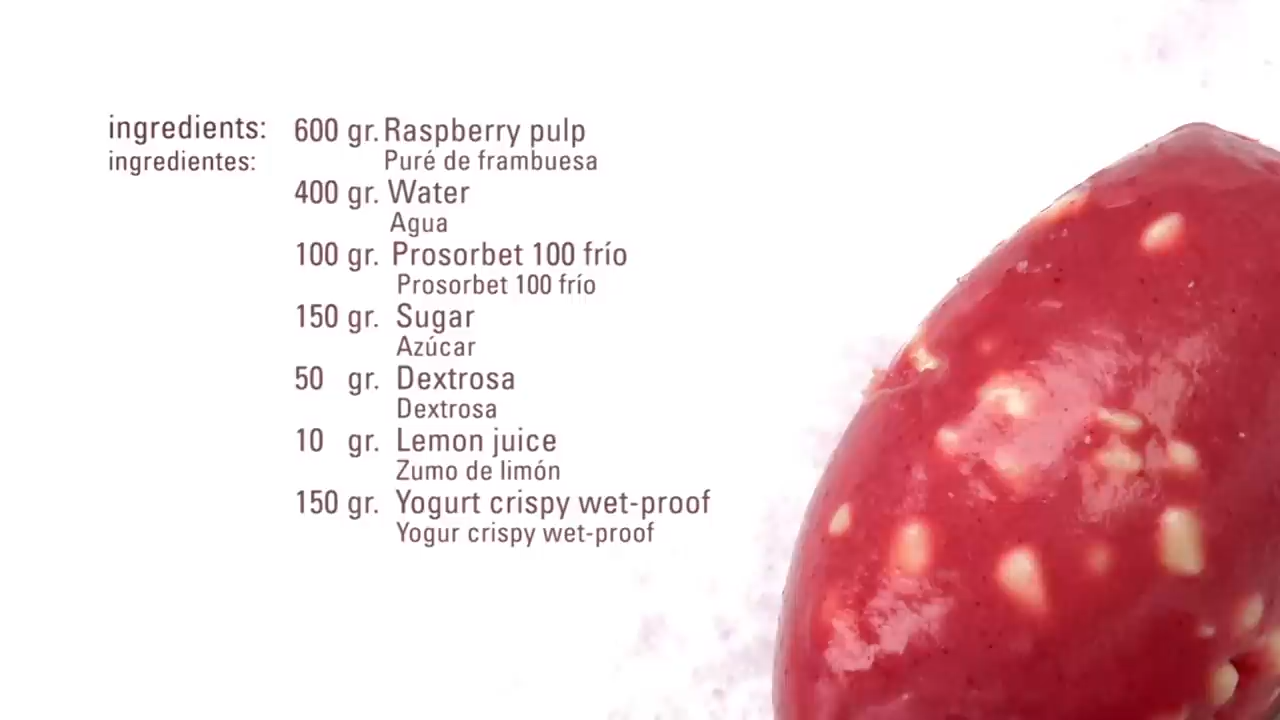 ingredients:
ingredientes:
600 gr. Raspberry pulp
Puré de frambuesa
400 gr. Water
Agua
100 gr. Prosorbet 100 frío
Prosorbet 100 frío
150 gr. Sugar
Azúcar
50 gr. Dextrosa
Dextrosa
10 gr. Lemon juice
Zumo de limón
150 gr. Yogurt crispy wet-proof
Yogur crispy wet-proof